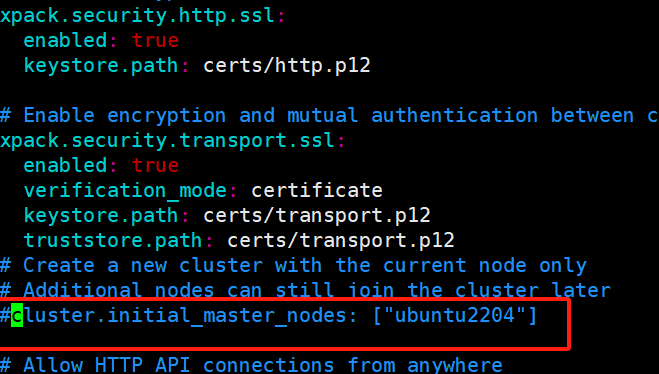 xpack.security.http.ssl:
  enabled: true
  keystore.path: certs/http.p12

# Enable encryption and mutual authentication between c
xpack.security.transport.ssl:
  enabled: true
  verification_mode: certificate
  keystore.path: certs/transport.p12
  truststore.path: certs/transport.p12
# Create a new cluster with the current node only
# Additional nodes can still join the cluster later
#cluster.initial_master_nodes: ["ubuntu2204"]

# Allow HTTP API connections from anywhere